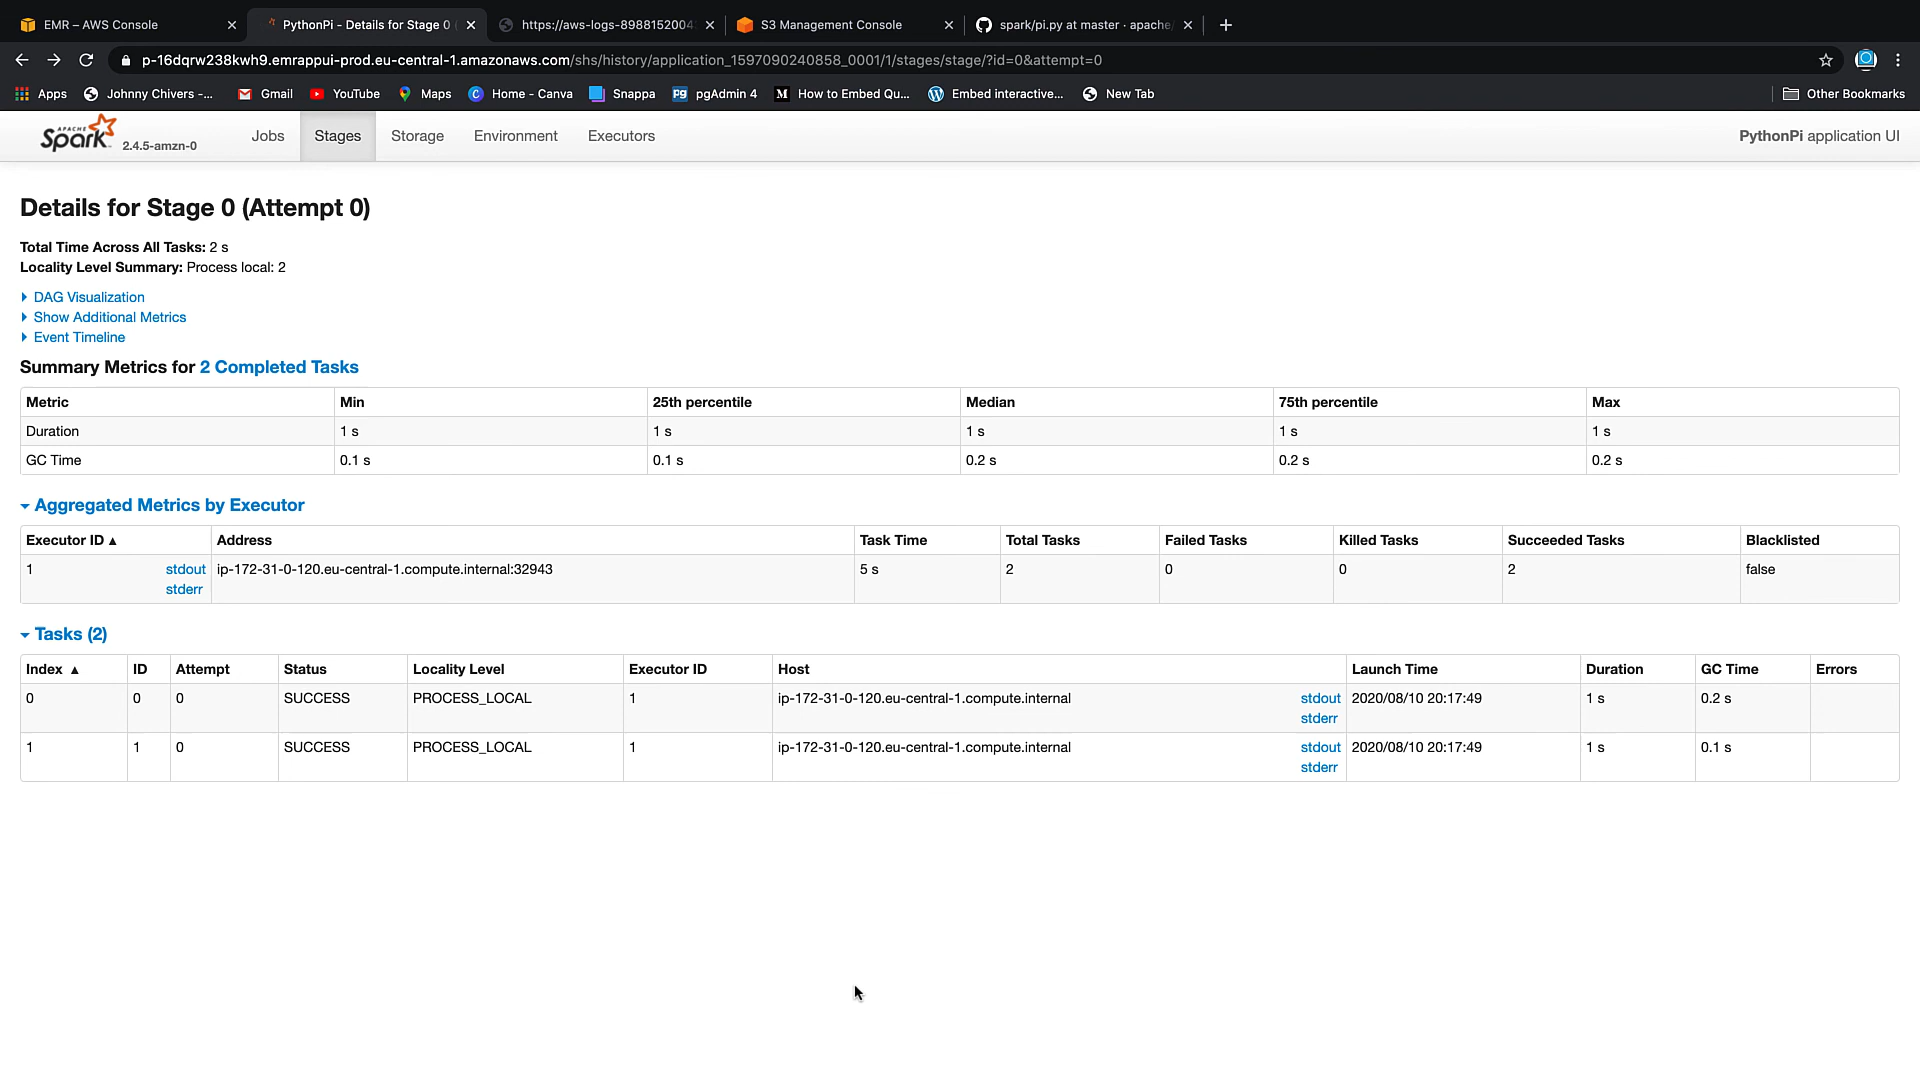 EMR – AWS Console
PythonPi - Details for Stage 0 (
https://aws-logs-8988152004
S3 Management Console
spark/pi.py at master · apache
p-16dqrw238kwh9.emrappui-prod.eu-central-1.amazonaws.com/shs/history/application_1597090240858_0001/1/stages/stage/?id=0&attempt=0
Apps Johnny Chivers -... Gmail YouTube Maps Home - Canva Snappa pgAdmin 4 How to Embed Qu... Embed interactive... New Tab Other Bookmarks
APACHE Spark 2.4.5-amzn-0 Jobs Stages Storage Environment Executors PythonPi application UI
Details for Stage 0 (Attempt 0)
Total Time Across All Tasks: 2 s
Locality Level Summary: Process local: 2
DAG Visualization
Show Additional Metrics
Event Timeline
Summary Metrics for 2 Completed Tasks
Metric Min 25th percentile Median 75th percentile Max
Duration 1 s 1 s 1 s 1 s 1 s
GC Time 0.1 s 0.1 s 0.2 s 0.2 s 0.2 s
Aggregated Metrics by Executor
Executor ID ▲ Address Task Time Total Tasks Failed Tasks Killed Tasks Succeeded Tasks Blacklisted
1 stdout ip-172-31-0-120.eu-central-1.compute.internal:32943 5 s 2 0 0 2 false
stderr
Tasks (2)
Index ▲ ID Attempt Status Locality Level Executor ID Host Launch Time Duration GC Time Errors
0 0 0 SUCCESS PROCESS_LOCAL 1 ip-172-31-0-120.eu-central-1.compute.internal stdout 2020/08/10 20:17:49 1 s 0.2 s
stderr
1 1 0 SUCCESS PROCESS_LOCAL 1 ip-172-31-0-120.eu-central-1.compute.internal stdout 2020/08/10 20:17:49 1 s 0.1 s
stderr